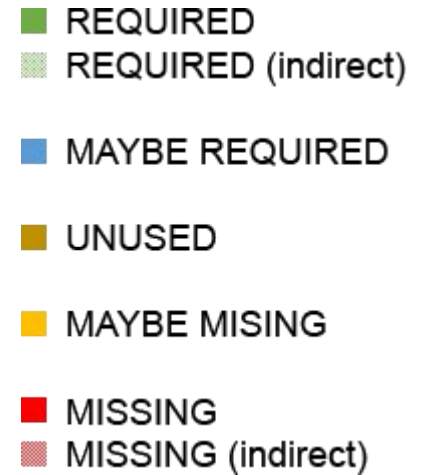 REQUIRED
REQUIRED (indirect)
MAYBE REQUIRED
UNUSED
MAYBE MISING
MISSING
MISSING (indirect)